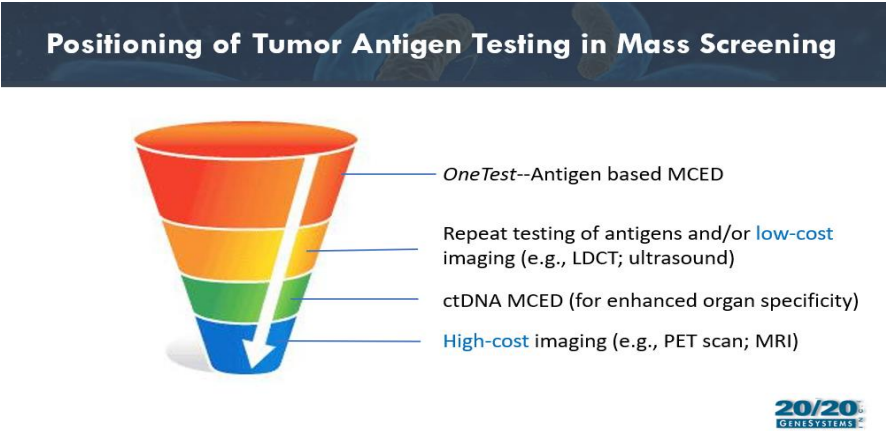 Positioning of Tumor Antigen Testing in Mass Screening
OneTest--Antigen based MCED
Repeat testing of antigens and/or low-cost
imaging (e.g., LDCT; ultrasound)
ctDNA MCED (for enhanced organ specificity)
High-cost imaging (e.g., PET scan; MRI)
20/20
GENESYSTEMS